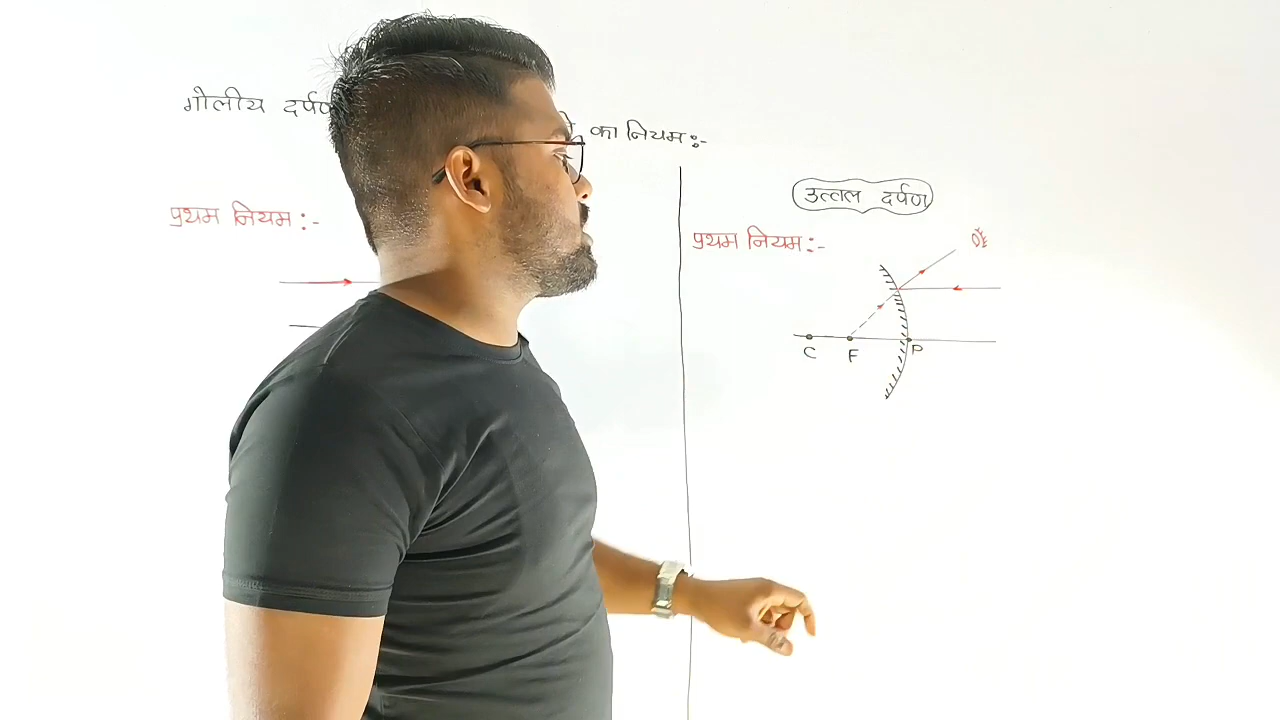 गोलीय दर्पण
का नियम :-
प्रथम नियम :-
उत्तल दर्पण
प्रथम नियम :-
C F P